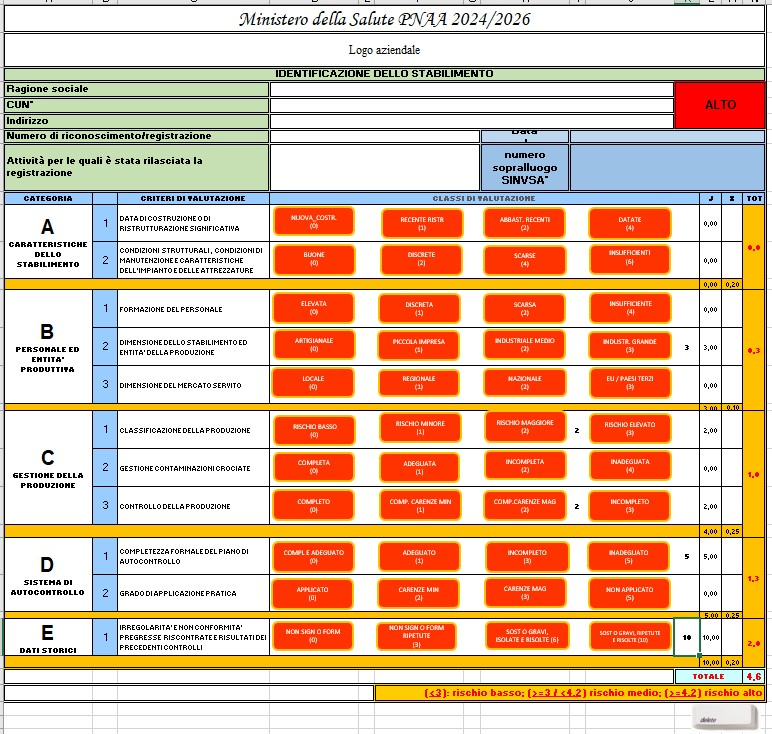 Ministero della Salute PNAA 2024/2026
Logo aziendale
IDENTIFICAZIONE DELLO STABILIMENTO
Ragione sociale
ALTO
CUN°
Indirizzo
Numero di riconoscimento/registrazione
Data
Attività per le quali è stata rilasciata la registrazione
numero
sopralluogo
SINVSA°
CATEGORIA CRITERI DI VALUTAZIONE CLASSI DI VALUTAZIONE J X TOT
A
CARATTERISTICHE
DELLO
STABILIMENTO
1 DATA DI COSTRUZIONE O DI
RISTRUTTURAZIONE SIGNIFICATIVA
NUOVA_COSTR. (0) RECENTE RISTR (1) ABBAST. RECENTI (2) DATATE (4) 0,00
2 CONDIZIONI STRUTTURALI, CONDIZIONI DI
MANUTENZIONE E CARATTERISTICHE
DELL'IMPIANTO E DELLE ATTREZZATURE
BUONE (0) DISCRETE (2) SCARSE (4) INSUFFICIENTI (6) 0,00
0,0
0,00 0,20
B
PERSONALE ED
ENTITA'
PRODUTTIVA
1 FORMAZIONE DEL PERSONALE
ELEVATA (0) DISCRETA (1) SCARSA (2) INSUFFICIENTE (4) 0,00
2 DIMENSIONE DELLO STABILIMENTO ED
ENTITA' DELLA PRODUZIONE
ARTIGIANALE (0) PICCOLA IMPRESA (1) INDUSTRIALE MEDIO (2) INDUSTR. GRANDE (3) 3 3,00
0,3
3 DIMENSIONE DEL MERCATO SERVITO
LOCALE (0) REGIONALE (1) NAZIONALE (2) EU / PAESI TERZI (3) 0,00
3,00 0,10
C
GESTIONE DELLA
PRODUZIONE
1 CLASSIFICAZIONE DELLA PRODUZIONE
RISCHIO BASSO (0) RISCHIO MINORE (1) RISCHIO MAGGIORE (2) 2 RISCHIO ELEVATO (3) 2,00
2 GESTIONE CONTAMINAZIONI CROCIATE
COMPLETA (0) ADEGUATA (1) INCOMPLETA (2) INADEGUATA (4) 0,00
1,0
3 CONTROLLO DELLA PRODUZIONE
COMPLETO (0) COMP. CARENZE MIN (1) COMP.CARENZE MAG (2) 2 INCOMPLETO (3) 2,00
4,00 0,25
D
SISTEMA DI
AUTOCONTROLLO
1 COMPLETEZZA FORMALE DEL PIANO DI
AUTOCONTROLLO
COMPL E ADEGUATO (0) ADEGUATO (1) INCOMPLETO (3) INADEGUATO (5) 5 5,00
1,3
2 GRADO DI APPLICAZIONE PRATICA
APPLICATO (0) CARENZE MIN (2) CARENZE MAG (3) NON APPLICATO (5) 0,00
5,00 0,25
E
DATI STORICI
1 IRREGOLARITA' E NON CONFORMITA'
PREGRESSE RISCONTRATE E RISULTATI DEI
PRECEDENTI CONTROLLI
NON SIGN O FORM (0) NON SIGN O FORM RIPETUTE (3) SOST O GRAVI, ISOLATE E RISOLTE (6) SOST O GRAVI, RIPETUTE E RISOLTE (10) 10 10,00
2,0
10,00 0,20
TOTALE 4,6
(<3): rischio basso; (>=3 / <4.2) rischio medio; (>=4.2) rischio alto
delete